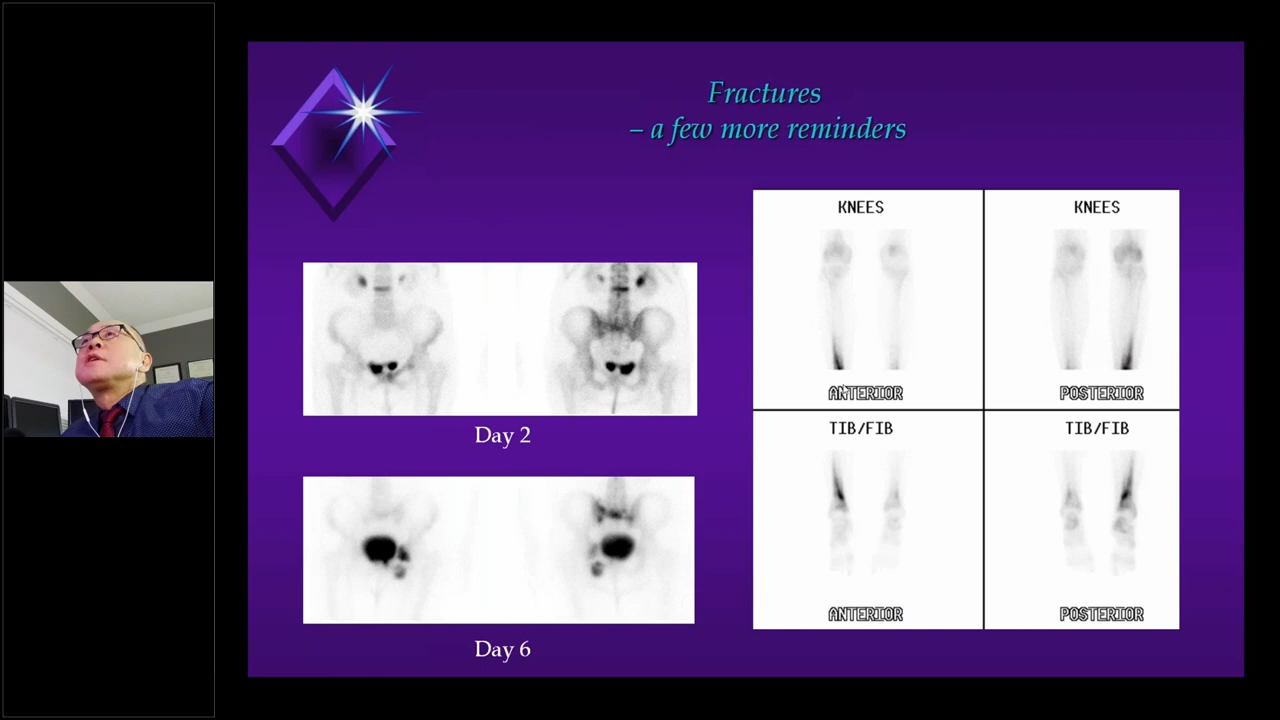 Fractures
– a few more reminders
KNEES
KNEES
ANTERIOR
POSTERIOR
Day 2
TIB/FIB
TIB/FIB
ANTERIOR
POSTERIOR
Day 6